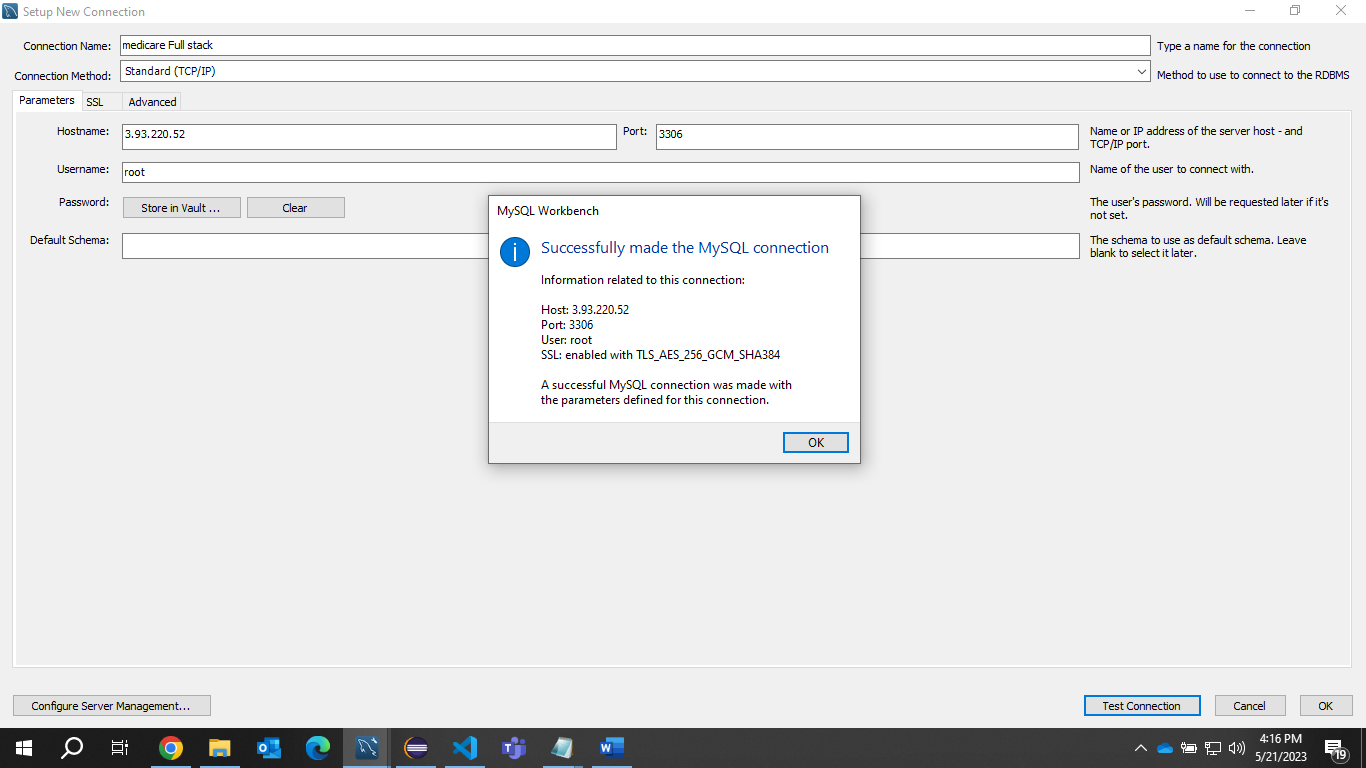 Setup New Connection
Connection Name: medicare Full stack Type a name for the connection
Connection Method: Standard (TCP/IP) Method to use to connect to the RDBMS
Parameters SSL Advanced
Hostname: 3.93.220.52 Port: 3306 Name or IP address of the server host - and
TCP/IP port.
Username: root Name of the user to connect with.
Password: Store in Vault ... Clear The user's password. Will be requested later if it's
not set.
Default Schema: The schema to use as default schema. Leave
blank to select it later.
MySQL Workbench
Successfully made the MySQL connection
Information related to this connection:
Host: 3.93.220.52
Port: 3306
User: root
SSL: enabled with TLS_AES_256_GCM_SHA384
A successful MySQL connection was made with
the parameters defined for this connection.
OK
Configure Server Management... Test Connection Cancel OK
4:16 PM
5/21/2023
19